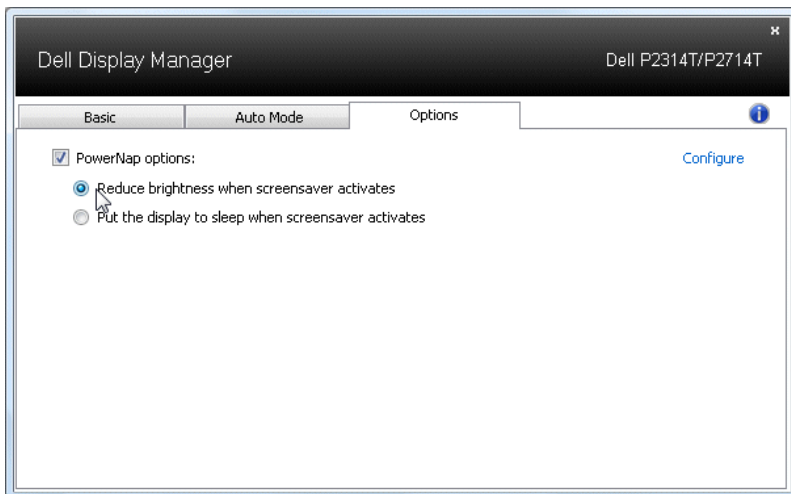 x
Dell Display Manager
Dell P2314T/P2714T
Basic
Auto Mode
Options
i
PowerNap options:
Configure
Reduce brightness when screensaver activates
Put the display to sleep when screensaver activates